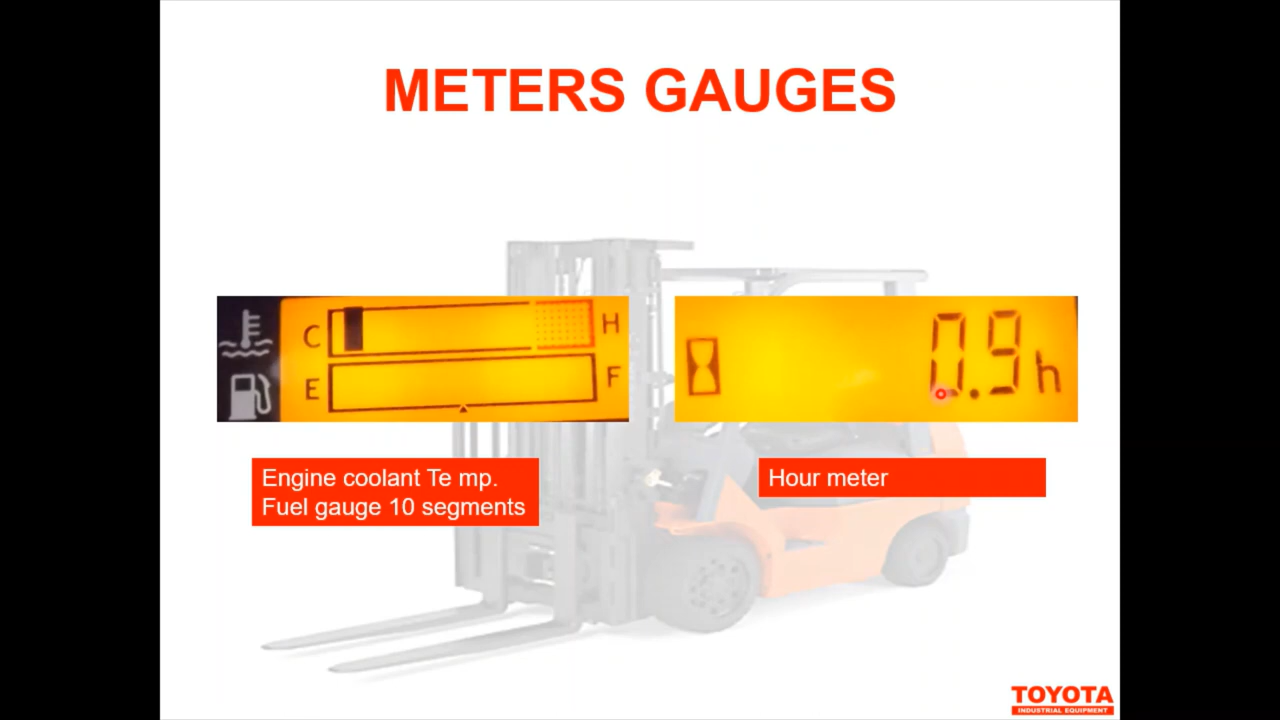 METERS GAUGES
C H
E F
0.9h
Engine coolant Te mp.
Fuel gauge 10 segments
Hour meter
TOYOTA
INDUSTRIAL EQUIPMENT